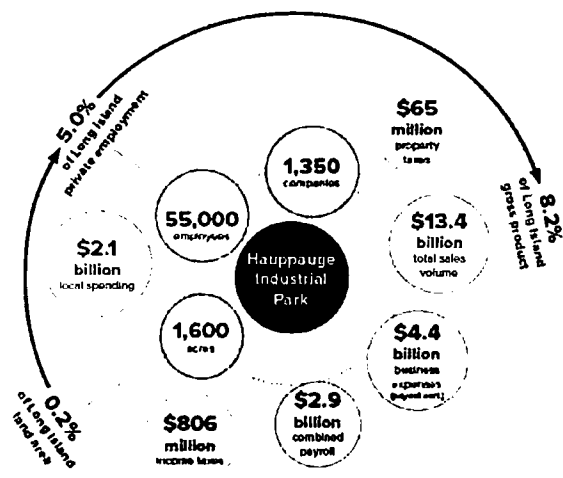 5.0%
of Long Island
private employment
$65
million
property
taxes
1,350
companies
8.2%
of Long Island
gross product
55,000
employees
$13.4
billion
total sales
volume
$2.1
billion
local spending
Hauppauge
Industrial
Park
1,600
acres
$4.4
billion
business
expenses
0.2%
of Long Island
land area
$806
million
income taxes
$2.9
billion
combined
payroll